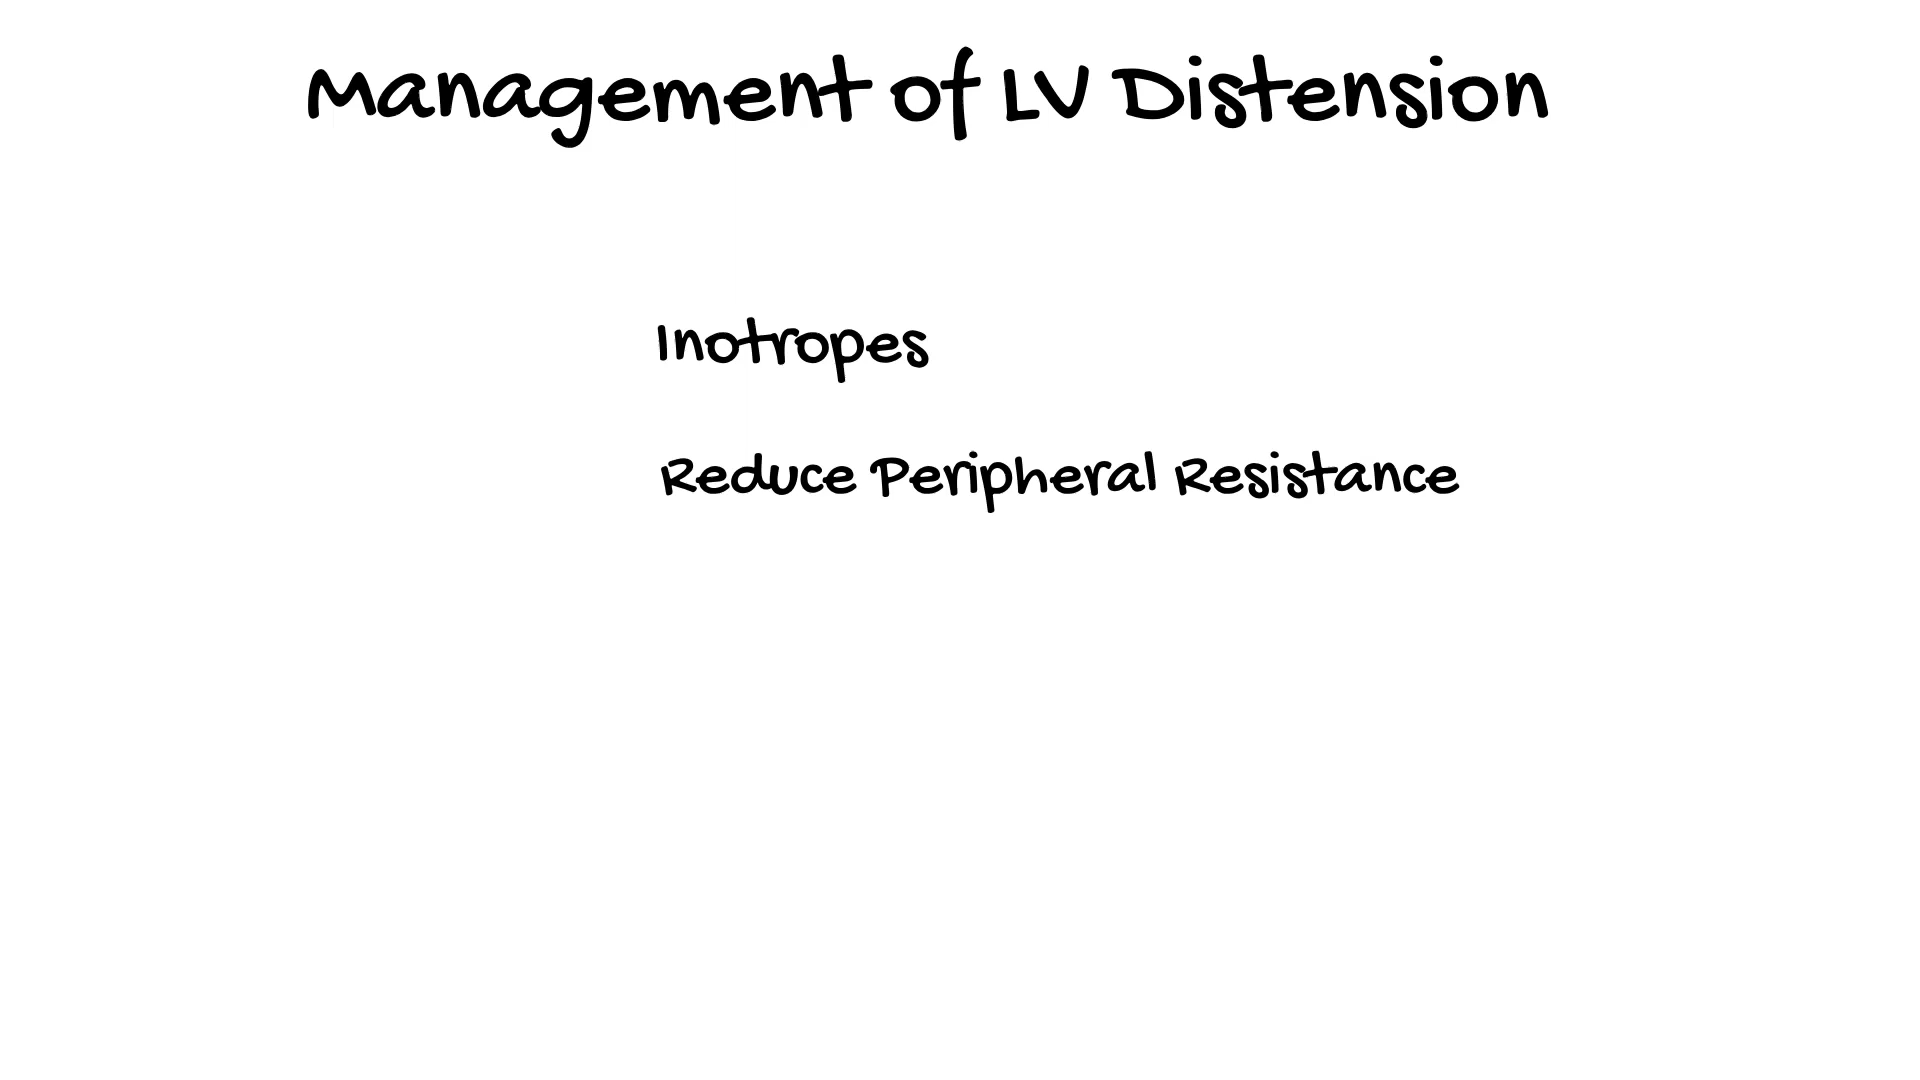 Management of LV Distension
Inotropes
Reduce Peripheral Resistance